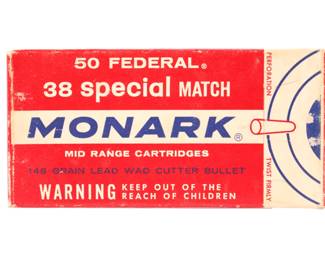 50 FEDERAL®
38 special MATCH
MONARK®
MID RANGE CARTRIDGES
148 GRAIN LEAD WAD CUTTER BULLET
WARNING KEEP OUT OF THE
REACH OF CHILDREN
PERFORATION
TWIST FIRMLY